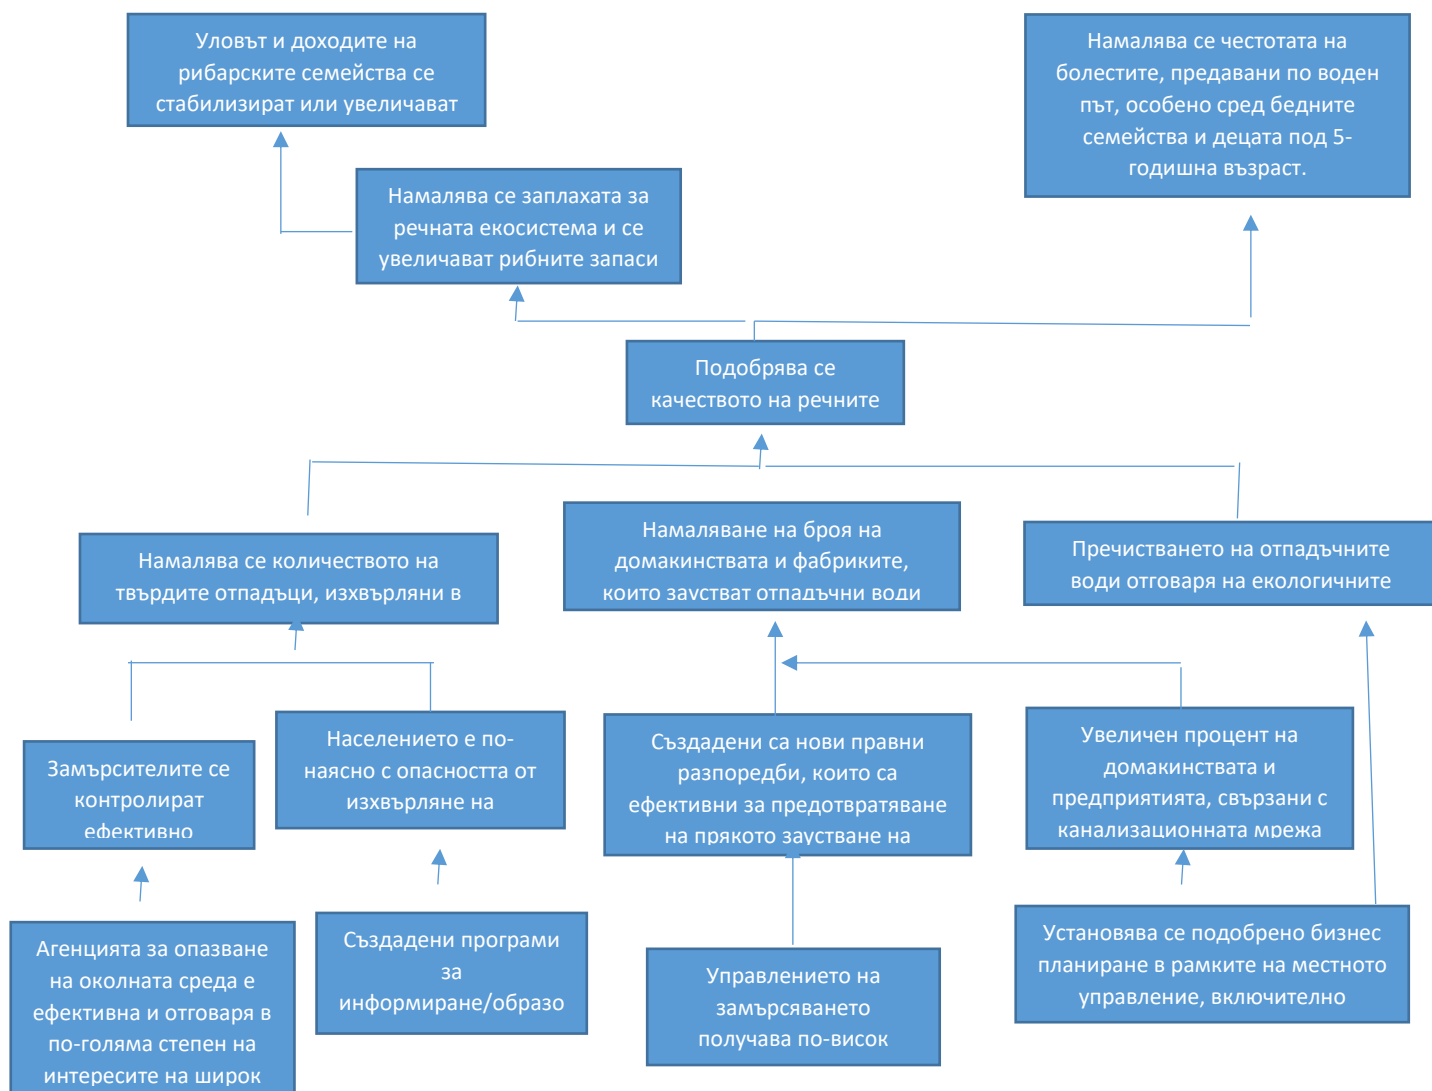 Уловът и доходите на
рибарските семейства се
стабилизират или увеличават
Намалява се честотата на
болестите, предавани по воден
път, особено сред бедните
семейства и децата под 5-
годишна възраст.
Намалява се заплахата за
речната екосистема и се
увеличават рибните запаси
Подобрява се
качеството на речните
Намалява се количеството на
твърдите отпадъци, изхвърляни в
Намаляване на броя на
домакинствата и фабриките,
които заустват отпадъчни води
Пречистването на отпадъчните
води отговаря на екологичните
Замърсителите се
контролират
ефективно
Населението е по-
наясно с опасността от
изхвърляне на
Създадени са нови правни
разпоредби, които са
ефективни за предотвратяване
на прякото заустване на
Увеличен процент на
домакинствата и
предприятията, свързани с
канализационната мрежа
Агенцията за опазване
на околната среда е
ефективна и отговаря в
по-голяма степен на
интересите на широк
Създадени програми
за
информиране/образо
Управлението на
замърсяването
получава по-висок
Установява се подобрено бизнес
планиране в рамките на местното
управление, включително